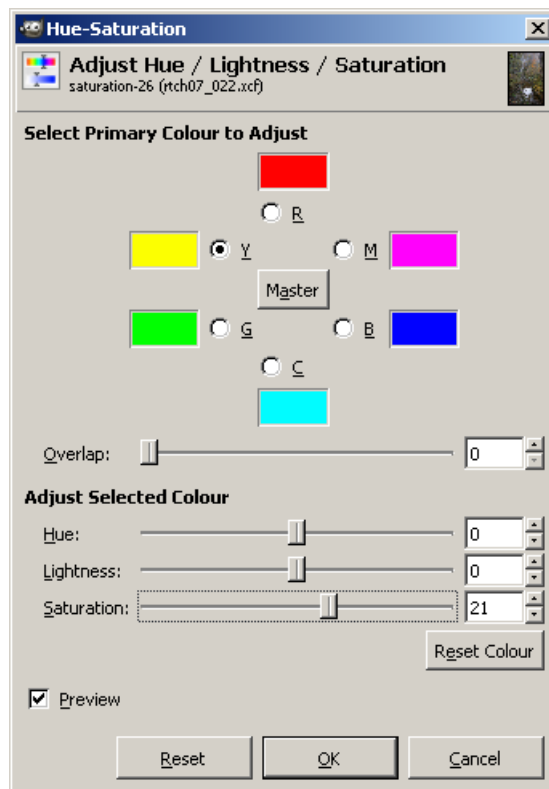 Hue-Saturation
Adjust Hue / Lightness / Saturation
saturation-26 (rtch07_022.xcf)
Select Primary Colour to Adjust
R
Y M
Master
G B
C
Overlap: 0
Adjust Selected Colour
Hue: 0
Lightness: 0
Saturation: 21
Reset Colour
Preview
Reset OK Cancel